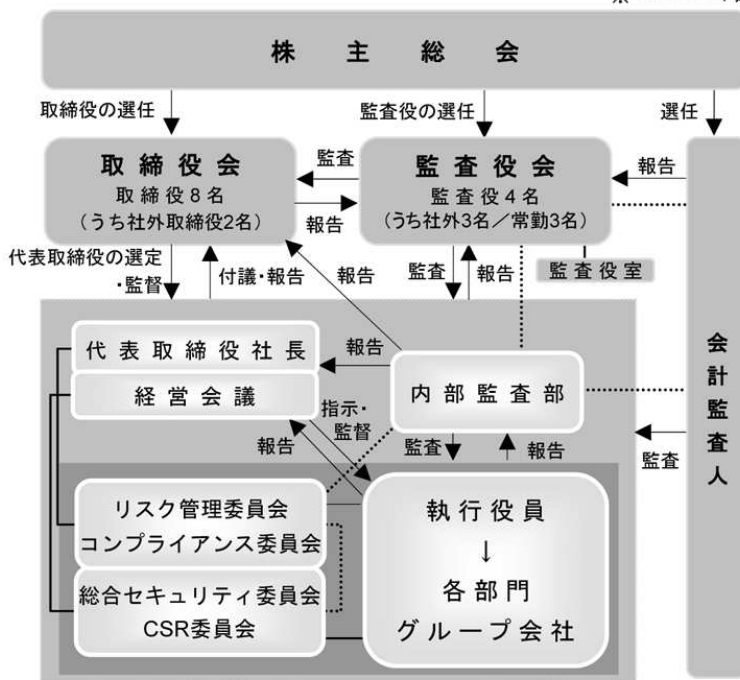 株主総会
取締役の選任
監査役の選任
選任
取締役会
取締役8名
（うち社外取締役2名）
監査
報告
監査役会
監査役4名
（うち社外3名／常勤3名）
報告
監査役室
代表取締役の選定
・監督
付議・報告
報告
監査
報告
代表取締役社長
経営会議
報告
内部監査部
会計監査人
指示・
監督
報告
監査
報告
監査
リスク管理委員会
コンプライアンス委員会
総合セキュリティ委員会
CSR委員会
執行役員
↓
各部門
グループ会社